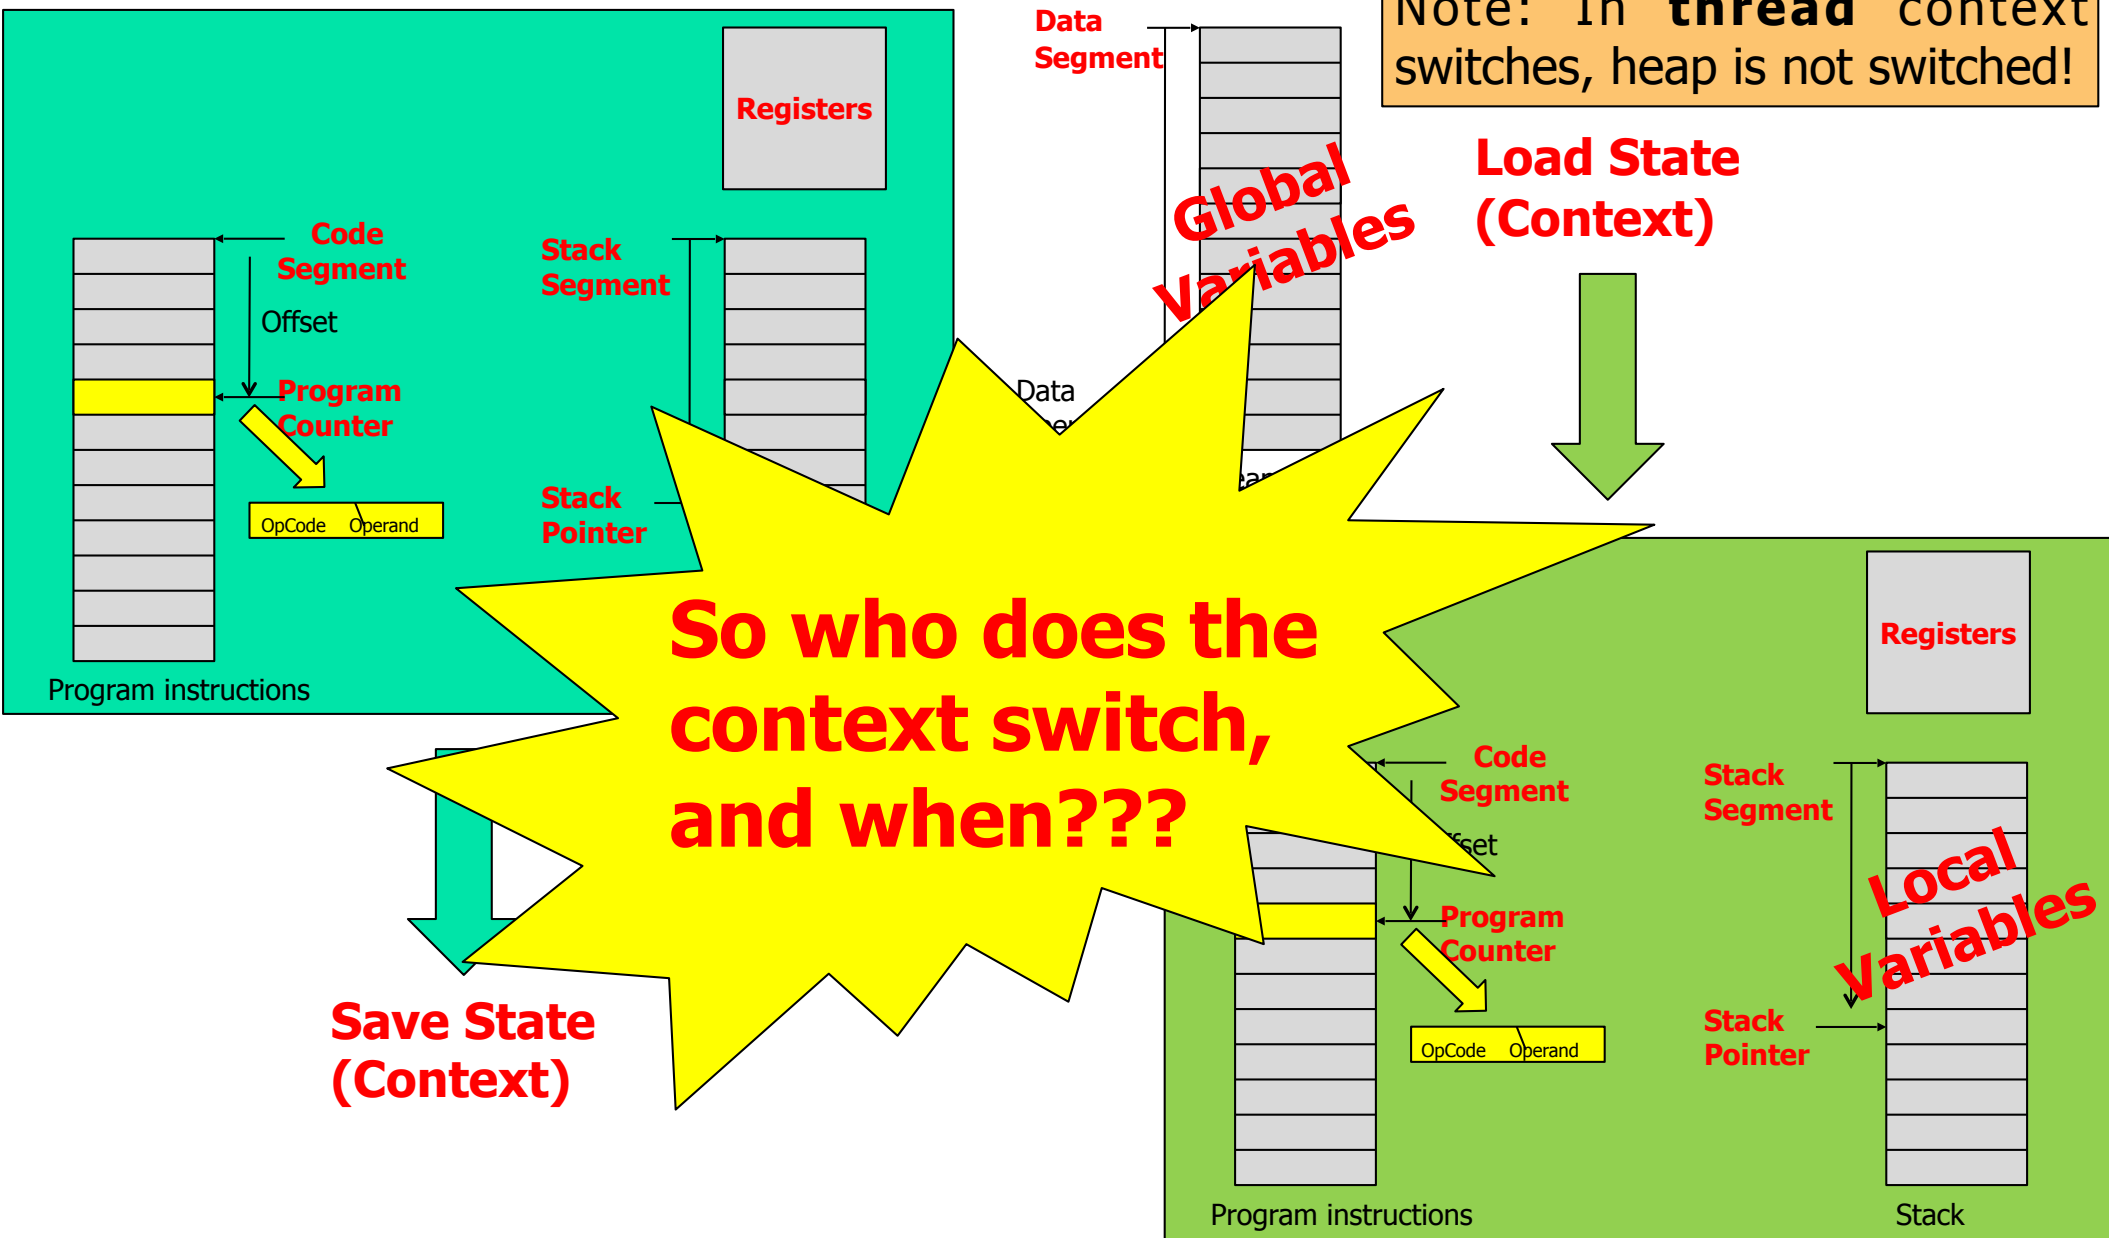 Note: In thread context
switches, heap is not switched!
Data
Segment
Registers
Global
Variables
Load State
(Context)
Code
Segment
Offset
Program
Counter
OpCode Operand
Program instructions
Stack
Segment
Stack
Pointer
Data
So who does the
context switch,
and when???
Save State
(Context)
Registers
Code
Segment
Program
Counter
OpCode Operand
Program instructions
Stack
Segment
Local
Variables
Stack
Pointer
Stack